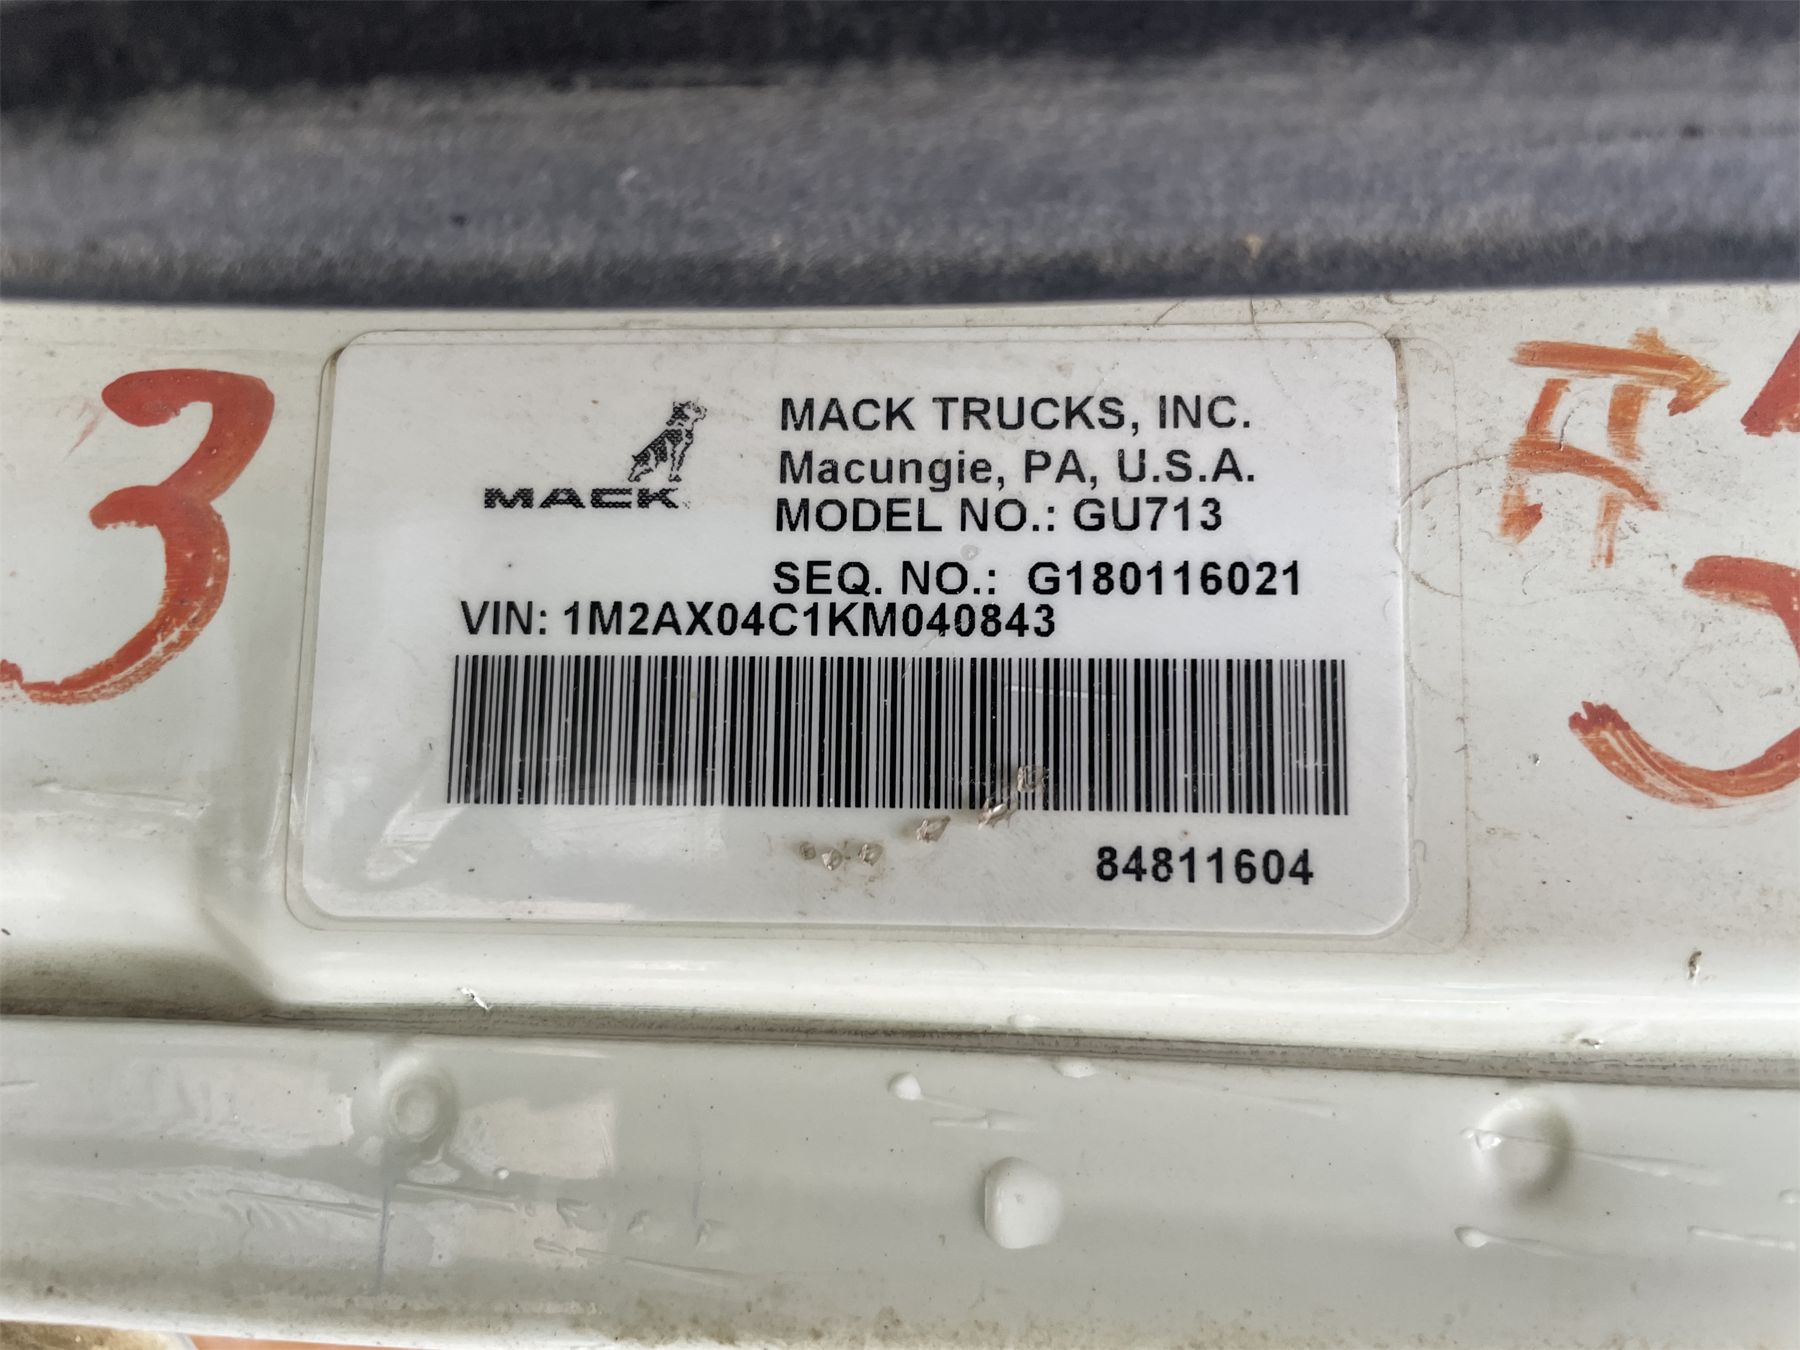 MACK TRUCKS, INC.
Macungie, PA, U.S.A.
MACK
MODEL NO.: GU713
SEQ. NO.: G180116021
VIN: 1M2AX04C1KM040843
84811604
3
#